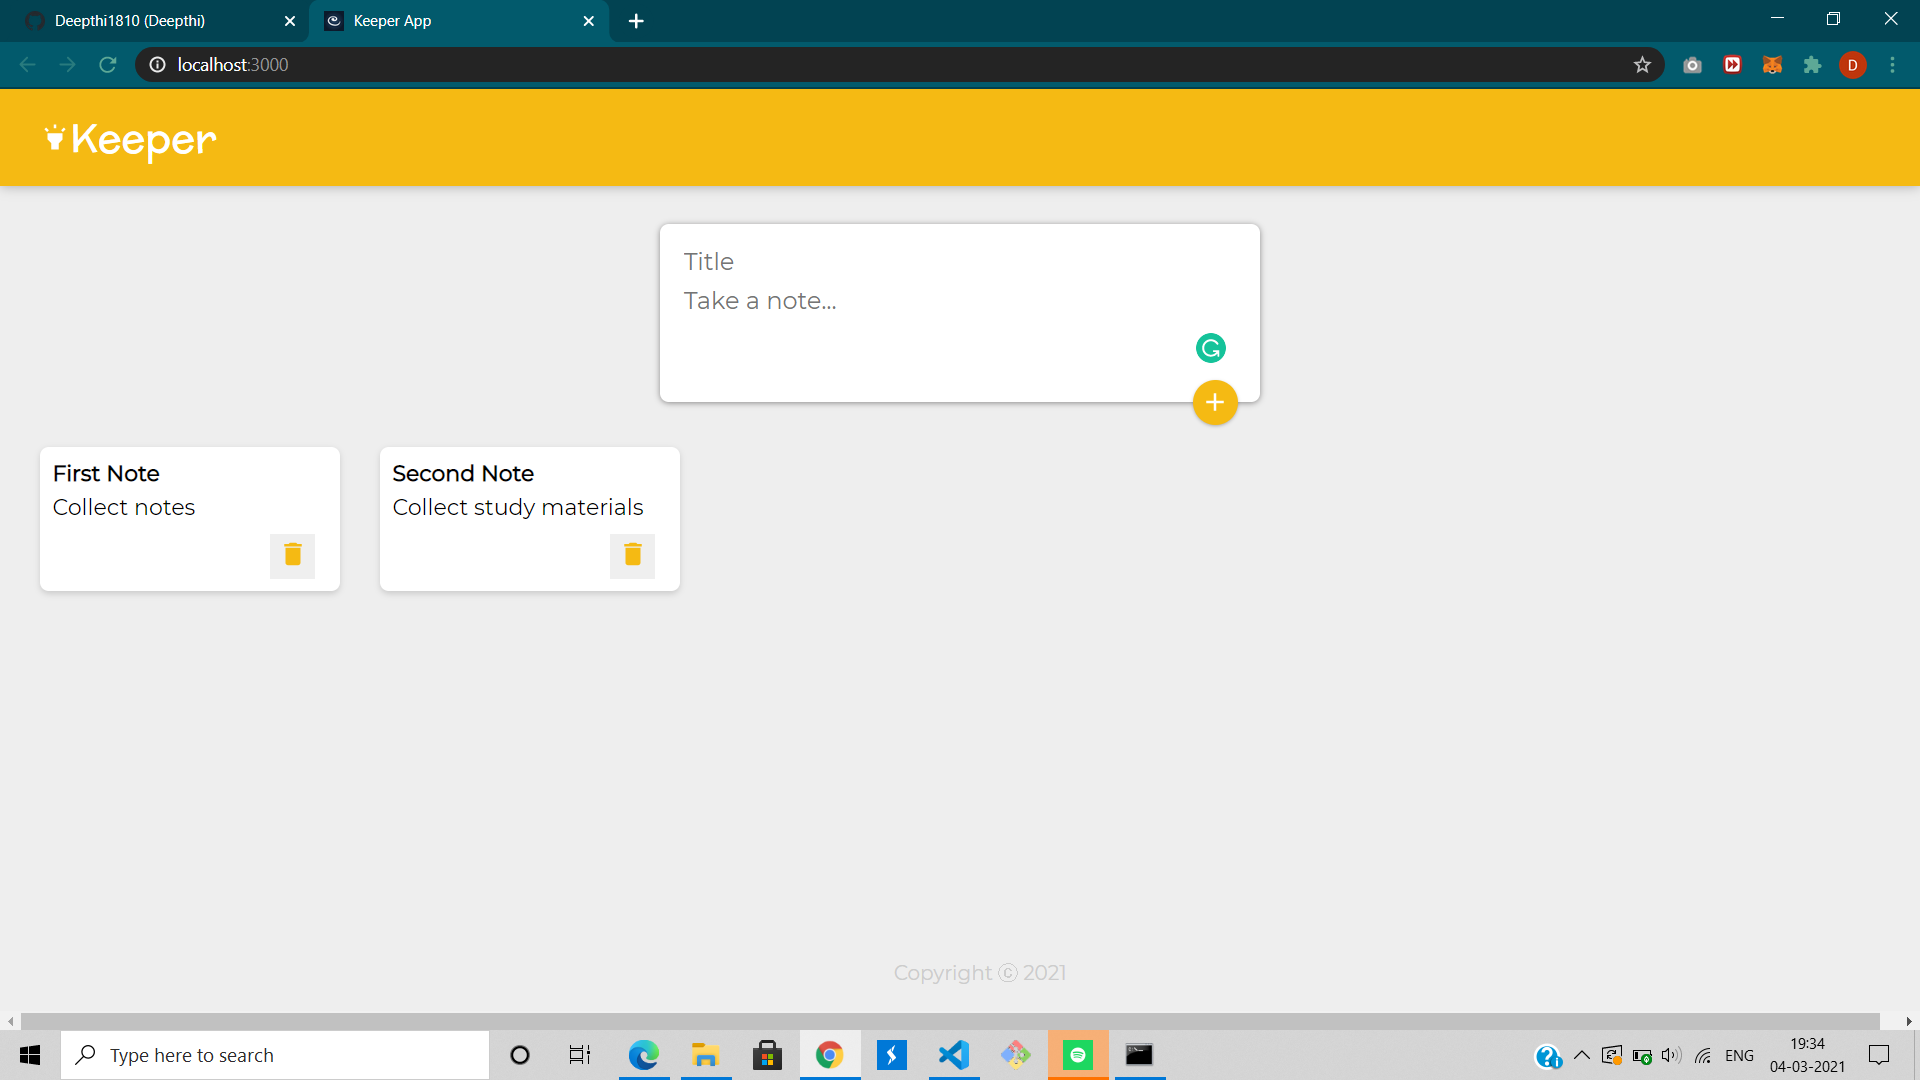 Deepthi1810 (Deepthi)
Keeper App
localhost:3000
D
Keeper
Title
Take a note...
First Note
Collect notes
Second Note
Collect study materials
Copyright ⓒ 2021
Type here to search
ENG
19:34
04-03-2021